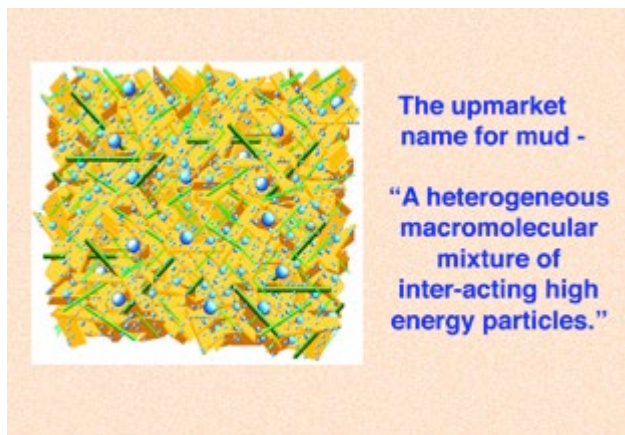 The upmarket
name for mud -
“A heterogeneous
macromolecular
mixture of
inter-acting high
energy particles.”